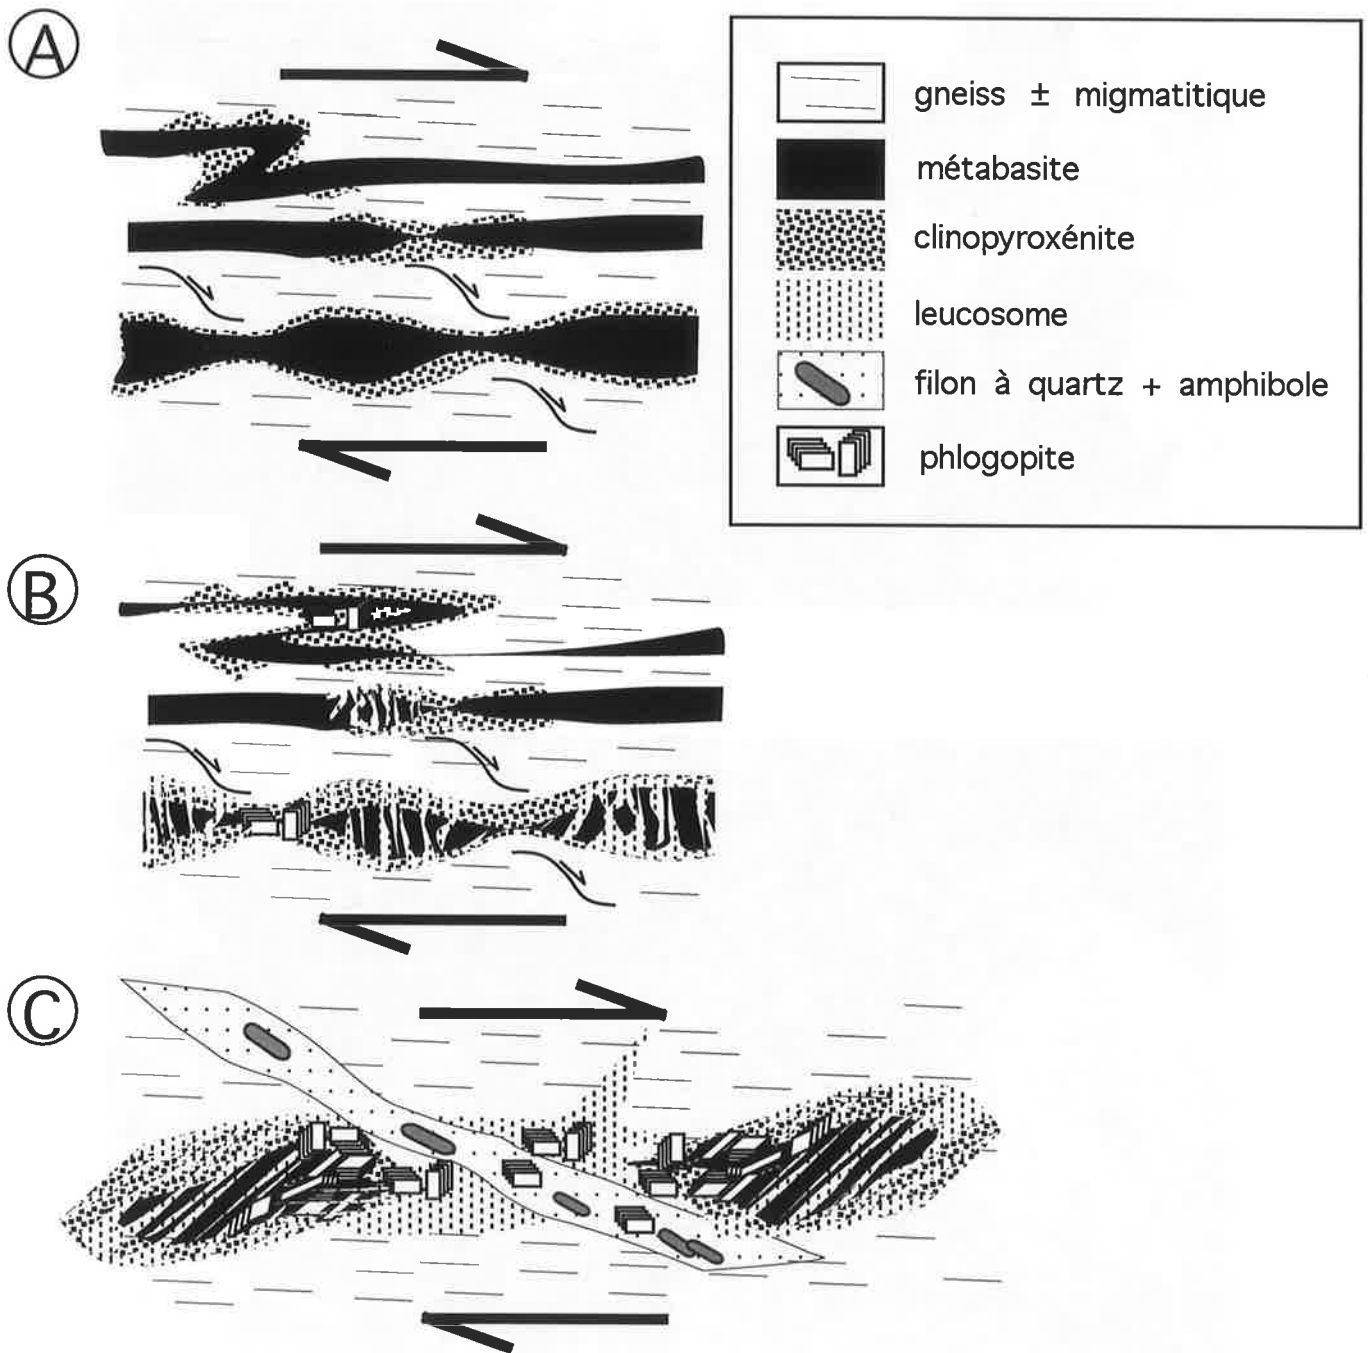 A
gneiss ± migmatitique
métabasite
clinopyroxénite
leucosome
filon à quartz + amphibole
phlogopite
B
C